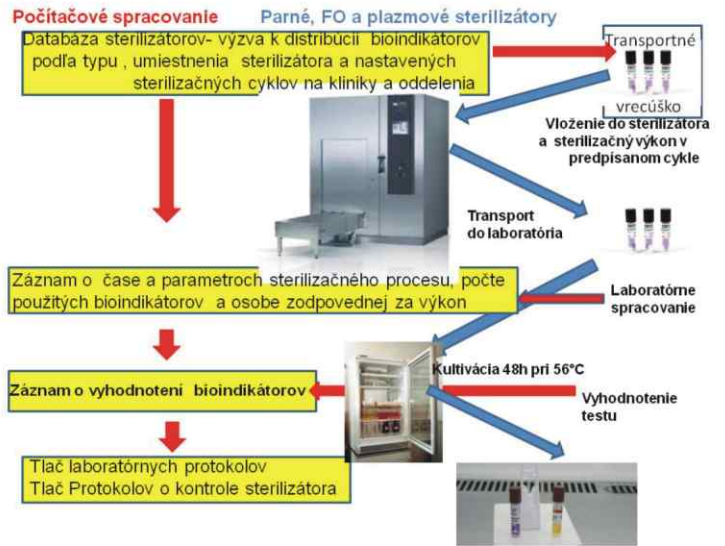 Počítačové spracovanie
Parné, FO a plazmové sterilizátory
Databáza sterilizátorov- výzva k distribúcii bioindikátorov
podľa typu , umiestnenia sterilizátora a nastavených
sterilizačných cyklov na kliniky a oddelenia
Transportné
vrecúško
Vloženie do sterilizátora
a sterilizačný výkon v
predpísanom cykle
Transport
do laboratória
Záznam o čase a parametroch sterilizačného procesu, počte
použitých bioindikátorov a osobe zodpovednej za výkon
Laboratórne
spracovanie
Kultivácia 48h pri 56°C
Záznam o vyhodnotení bioindikátorov
Vyhodnotenie
testu
Tlač laboratórnych protokolov
Tlač Protokolov o kontrole sterilizátora